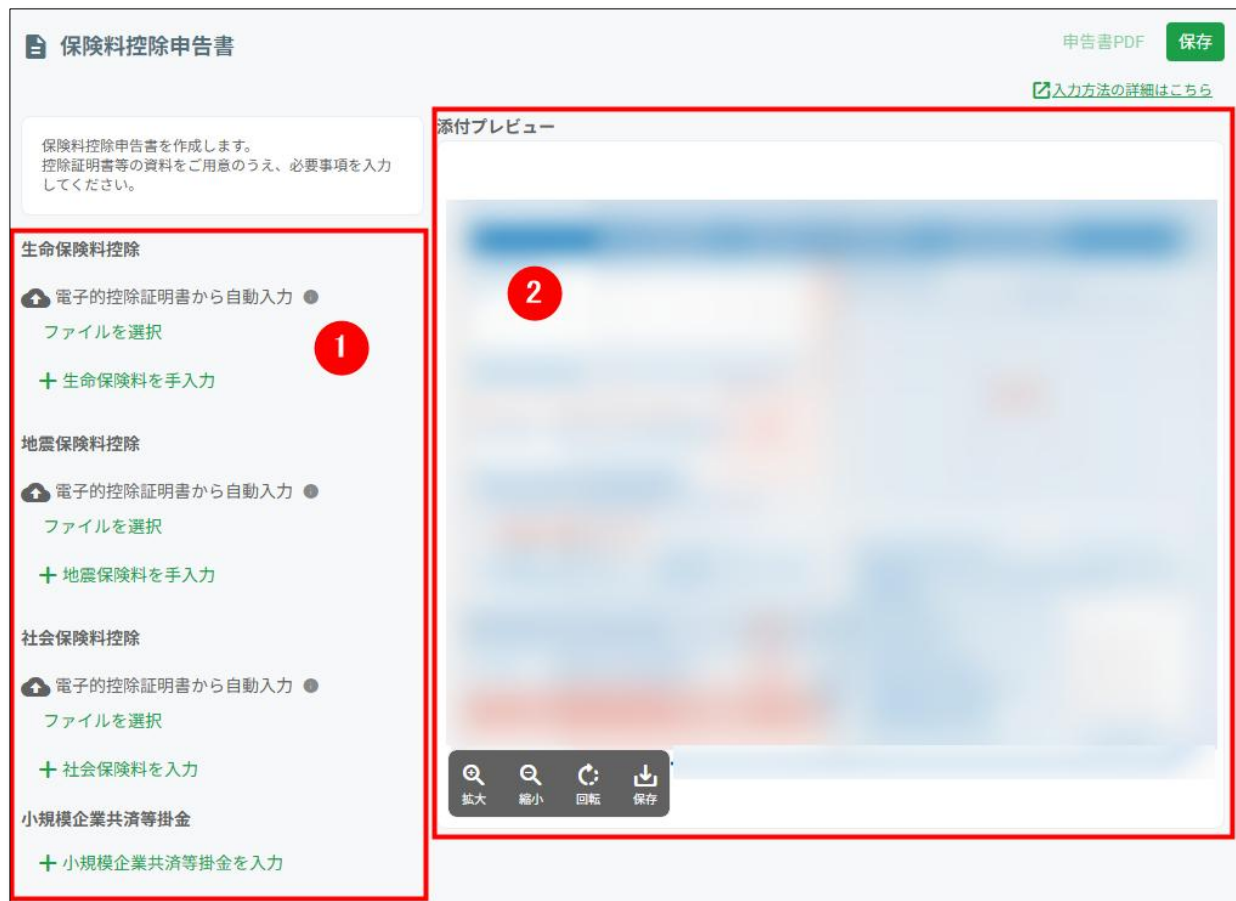 保険料控除申告書
申告書PDF
保存
入力方法の詳細はこちら
保険料控除申告書を作成します。
控除証明書等の資料をご用意のうえ、必要事項を入力
してください。
生命保険料控除
電子的控除証明書から自動入力
ファイルを選択
1
+ 生命保険料を手入力
地震保険料控除
電子的控除証明書から自動入力
ファイルを選択
+ 地震保険料を手入力
社会保険料控除
電子的控除証明書から自動入力
ファイルを選択
+ 社会保険料を入力
小規模企業共済等掛金
+ 小規模企業共済等掛金を入力
添付プレビュー
2
拡大 縮小 回転 保存